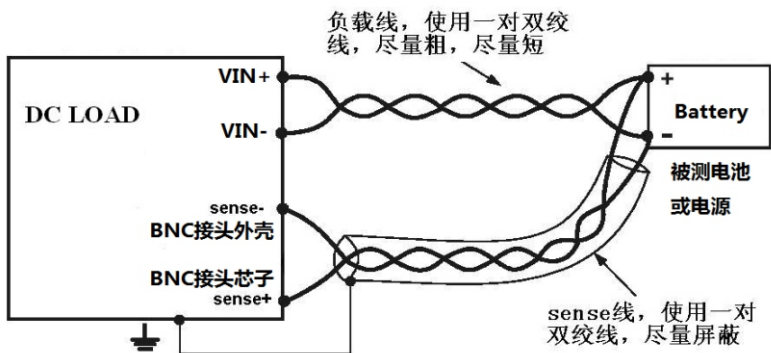 负载线，使用一对双绞
线，尽量粗，尽量短
VIN+
DC LOAD
VIN-
+
Battery
-
被测电池
或电源
sense-
BNC接头外壳
BNC接头芯子
sense+
sense线，使用一对
双绞线，尽量屏蔽